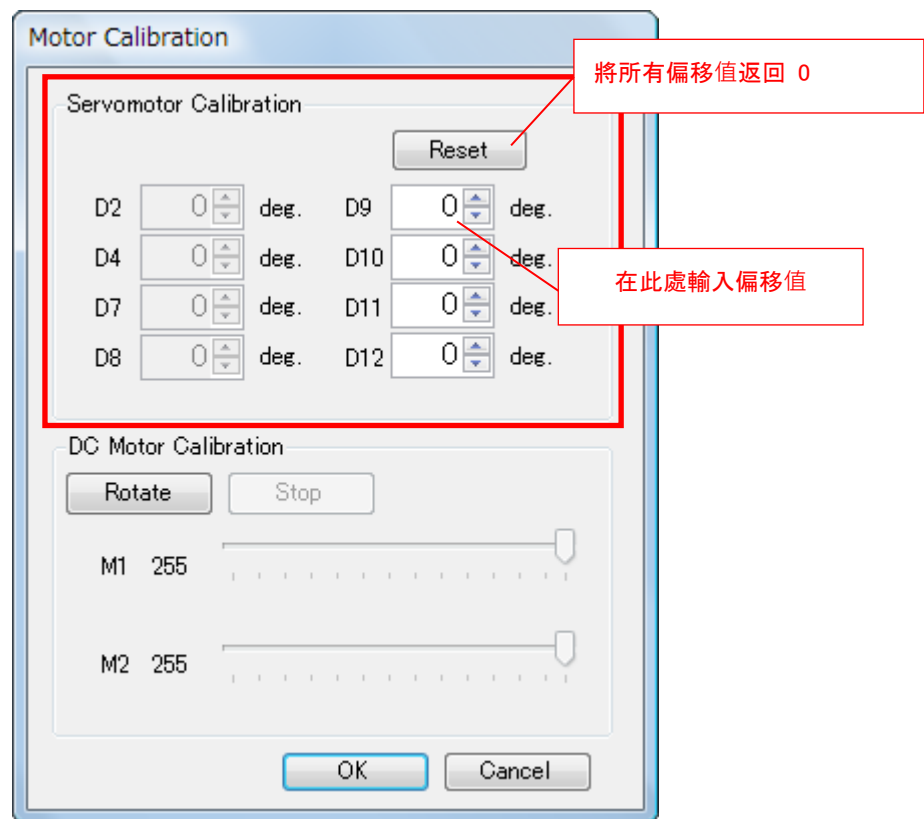 Motor Calibration
將所有偏移值返回 0
Servomotor Calibration
Reset
D2 0 deg. D9 0 deg.
D4 0 deg. D10 0 deg.
在此處輸入偏移值
D7 0 deg. D11 0 deg.
D8 0 deg. D12 0 deg.
DC Motor Calibration
Rotate Stop
M1 255
M2 255
OK Cancel